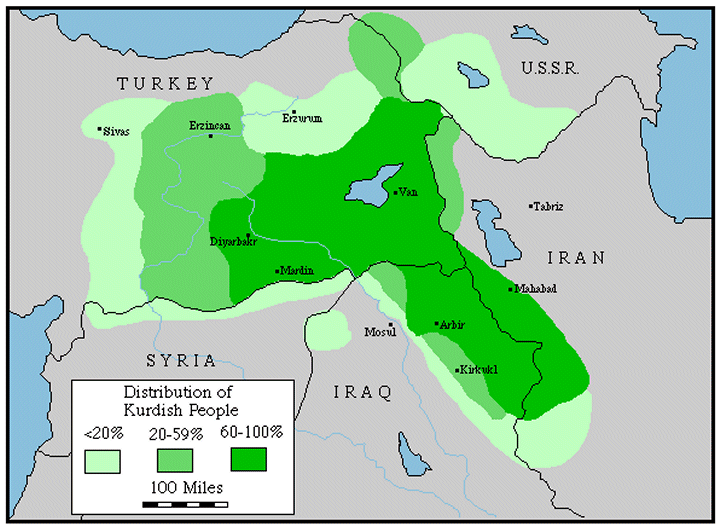 TURKEY
U.S.S.R.
Sivas
Erzincan
Erzurum
Van
Tabriz
Diyarbakr
IRAN
Mardin
Mahabad
Mosul
Arbir
SYRIA
Kirkukl
IRAQ
Distribution of
Kurdish People
<20% 20-59% 60-100%
100 Miles